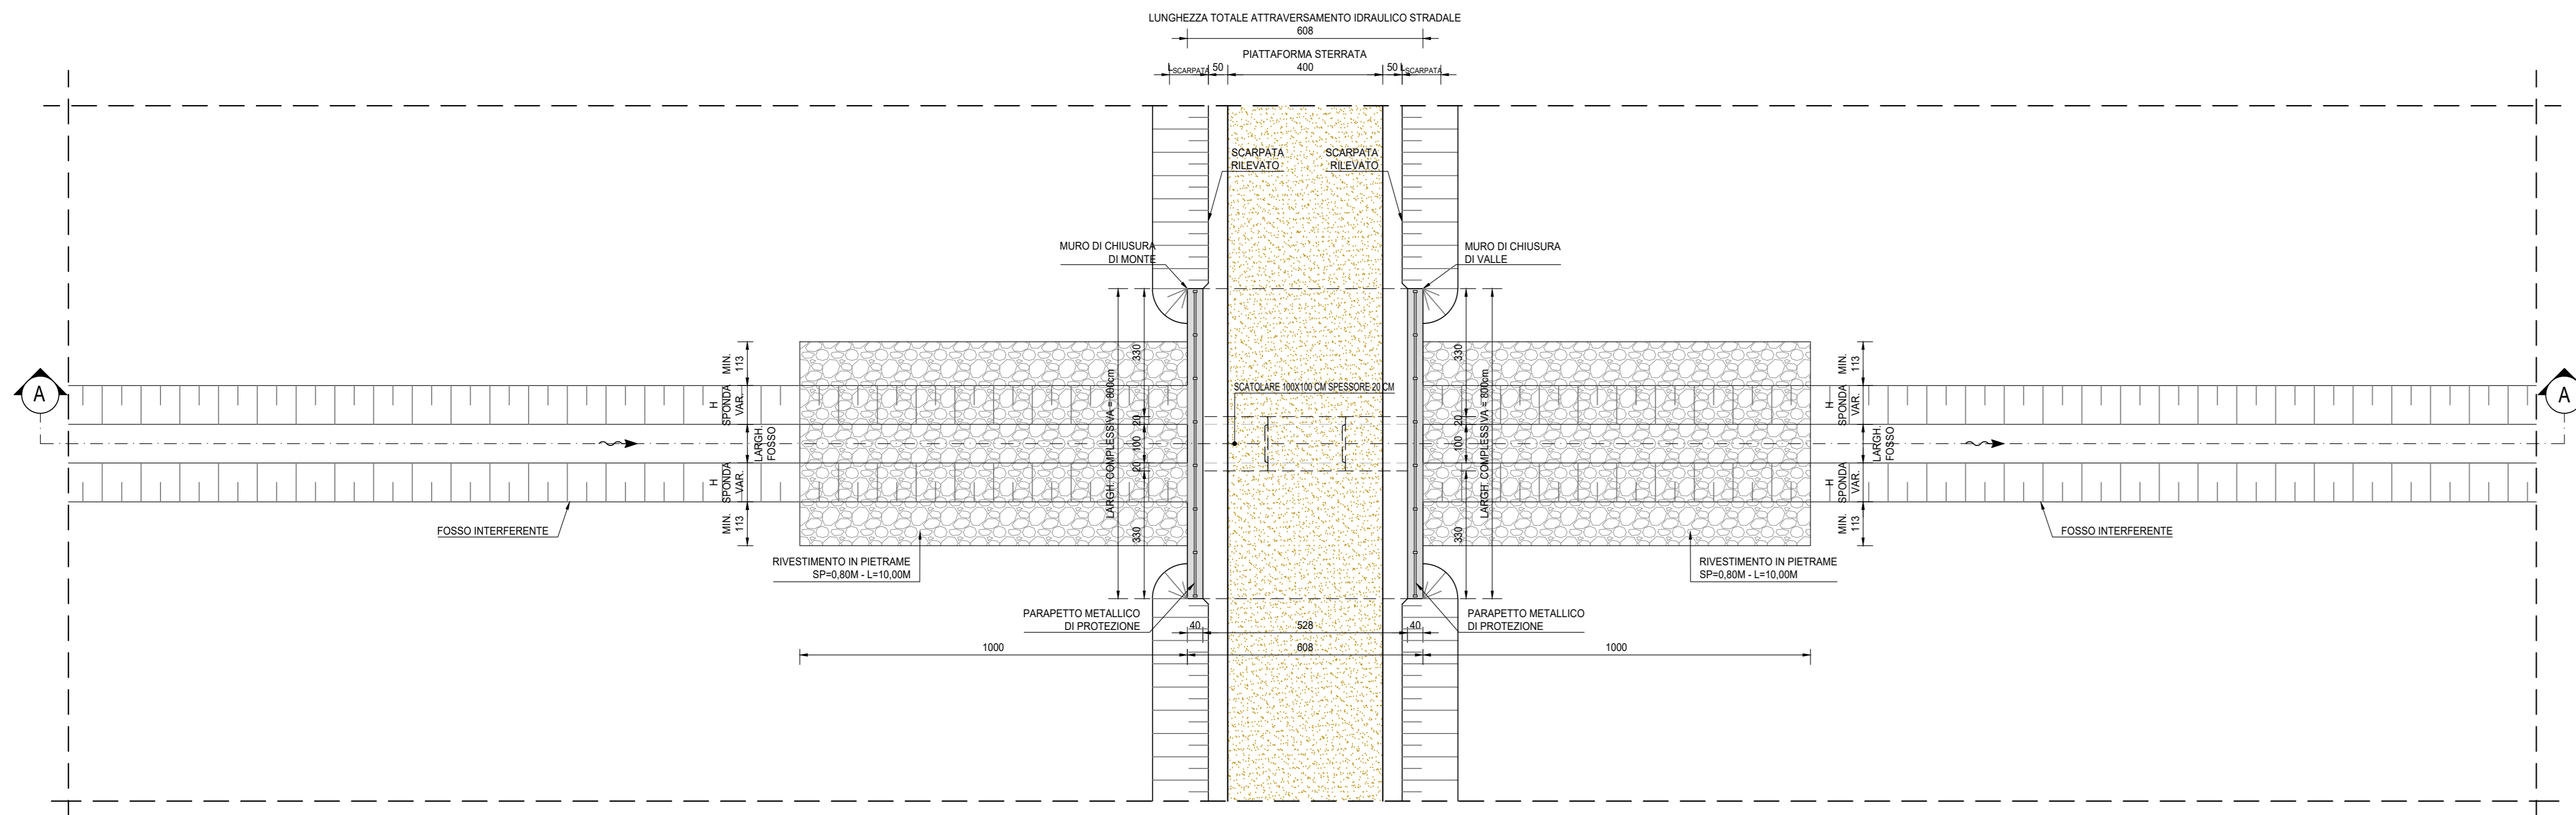 LUNGHEZZA TOTALE ATTRAVERSAMENTO IDRAULICO STRADALE
608
PIATTAFORMA STERRATA
LSCARPATA
50
400
50
LSCARPATA
SCARPATA
RILEVATO
SCARPATA
RILEVATO
MURO DI CHIUSURA
DI MONTE
MURO DI CHIUSURA
DI VALLE
MIN.
113
H
SPONDA
VAR.
LARGH.
FOSSO
H
SPONDA
VAR.
MIN.
113
LARGH. COMPLESSIVA = 800cm
330
20
100
20
330
SCATOLARE 100X100 CM SPESSORE 20 CM
330
20
100
330
LARGH. COMPLESSIVA = 800cm
MIN.
113
H
SPONDA
VAR.
LARGH.
FOSSO
H
SPONDA
VAR.
MIN.
113
A
A
FOSSO INTERFERENTE
FOSSO INTERFERENTE
RIVESTIMENTO IN PIETRAME
SP=0,80M - L=10,00M
RIVESTIMENTO IN PIETRAME
SP=0,80M - L=10,00M
PARAPETTO METALLICO
DI PROTEZIONE
PARAPETTO METALLICO
DI PROTEZIONE
40
528
40
1000
608
1000